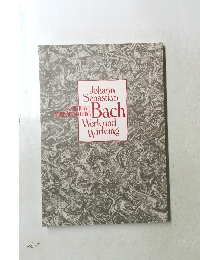 Johann
Sebastian
Bach
Werk und
Wirkung